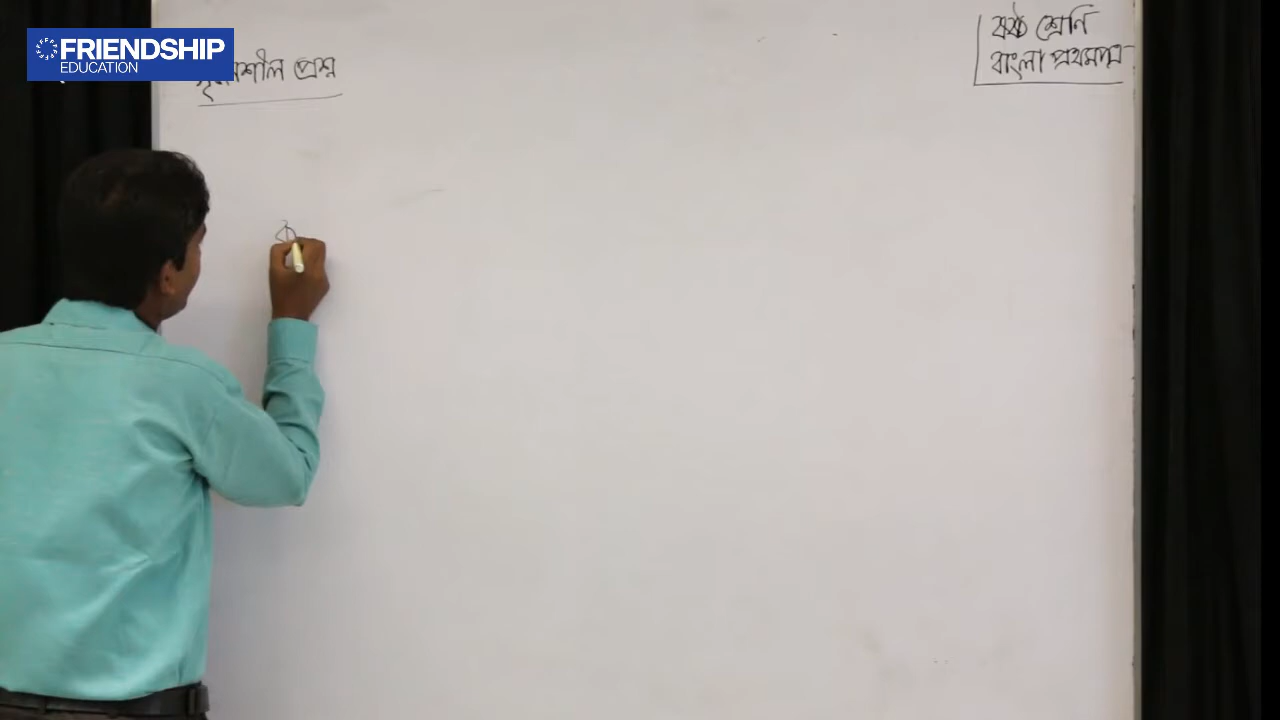 FRIENDSHIP
EDUCATION
সৃজনশীল প্রশ্ন
ষষ্ঠ শ্রেণি
বাংলা প্রথমপত্র
ক